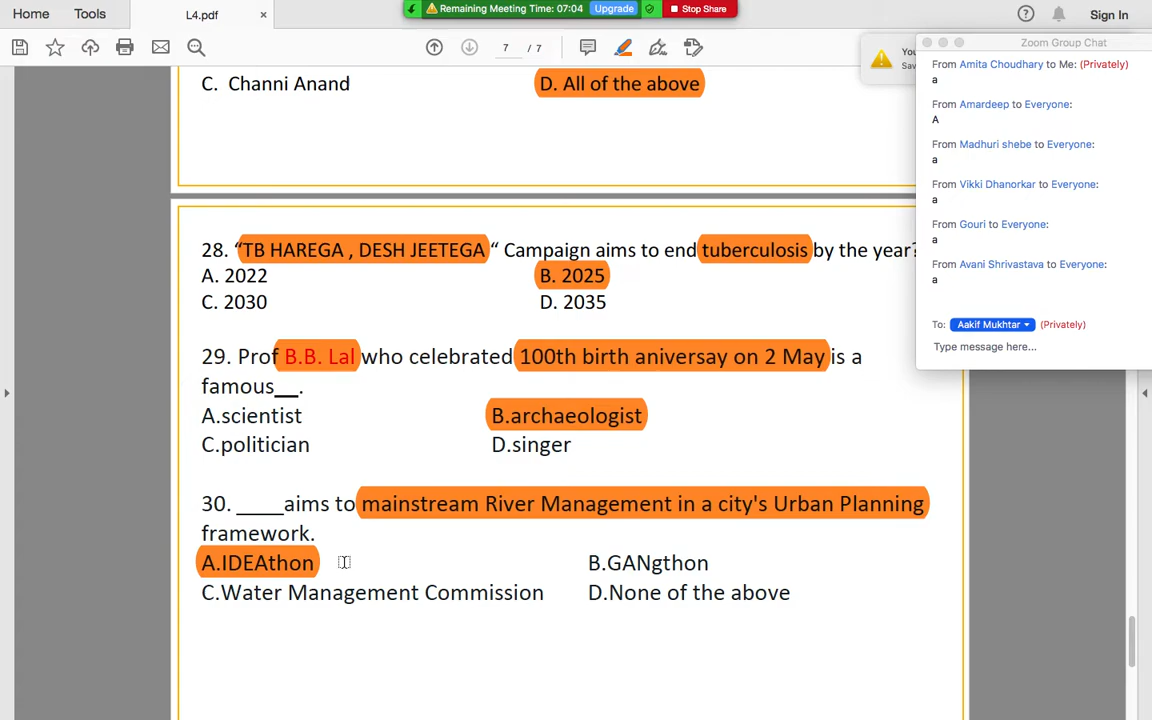 Home Tools L4.pdf ×
Remaining Meeting Time: 07:04 Upgrade Stop Share
Sign In
7 / 7
C. Channi Anand D. All of the above
28. “TB HAREGA , DESH JEETEGA “ Campaign aims to end tuberculosis by the year?
A. 2022 B. 2025
C. 2030 D. 2035
29. Prof B.B. Lal who celebrated 100th birth aniversay on 2 May is a
famous__.
A.scientist B.archaeologist
C.politician D.singer
30. ____aims to mainstream River Management in a city's Urban Planning
framework.
A.IDEAthon B.GANgthon
C.Water Management Commission D.None of the above
Zoom Group Chat
From Amita Choudhary to Me: (Privately)
a
From Amardeep to Everyone:
A
From Madhuri shebe to Everyone:
a
From Vikki Dhanorkar to Everyone:
a
From Gouri to Everyone:
a
From Avani Shrivastava to Everyone:
a
To: Aakif Mukhtar (Privately)
Type message here...